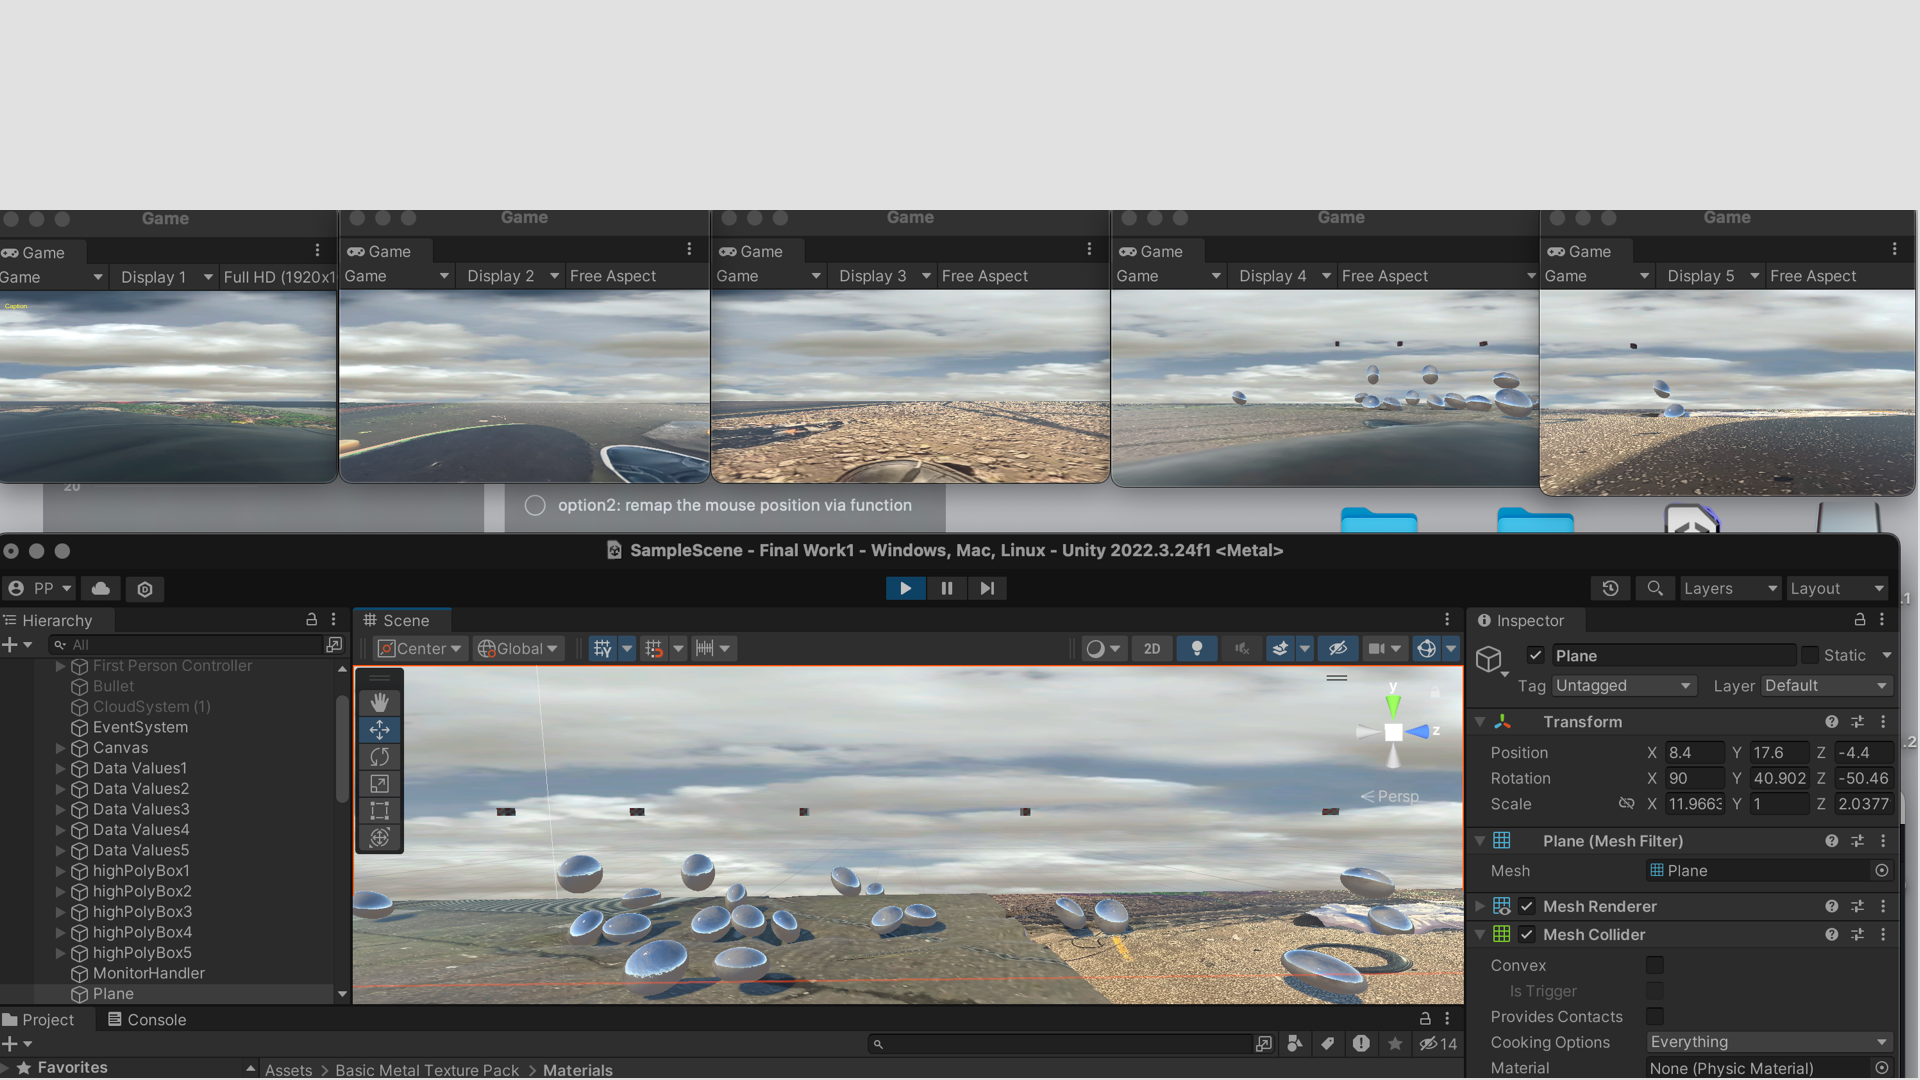 Game
Game
Game
Game
Game
Game
Game
Game
Game
Game
Game Display 1 Full HD (1920x1
Game Display 2 Free Aspect
Game Display 3 Free Aspect
Game Display 4 Free Aspect
Game Display 5 Free Aspect
Caption
20
option2: remap the mouse position via function
SampleScene - Final Work1 - Windows, Mac, Linux - Unity 2022.3.24f1 <Metal>
PP
Layers
Layout
.1
.2
Hierarchy
All
First Person Controller
Bullet
CloudSystem (1)
EventSystem
Canvas
Data Values1
Data Values2
Data Values3
Data Values4
Data Values5
highPolyBox1
highPolyBox2
highPolyBox3
highPolyBox4
highPolyBox5
MonitorHandler
Plane
Scene
Center
Global
2D
y
z
Persp
Inspector
Plane
Static
Tag Untagged Layer Default
Transform
Position X 8.4 Y 17.6 Z -4.4
Rotation X 90 Y 40.902 Z -50.46
Scale X 11.9663 Y 1 Z 2.0377
Plane (Mesh Filter)
Mesh Plane
Mesh Renderer
Mesh Collider
Convex
Is Trigger
Provides Contacts
Cooking Options Everything
Material None (Physic Material)
Project
Console
14
Favorites
Assets > Basic Metal Texture Pack > Materials